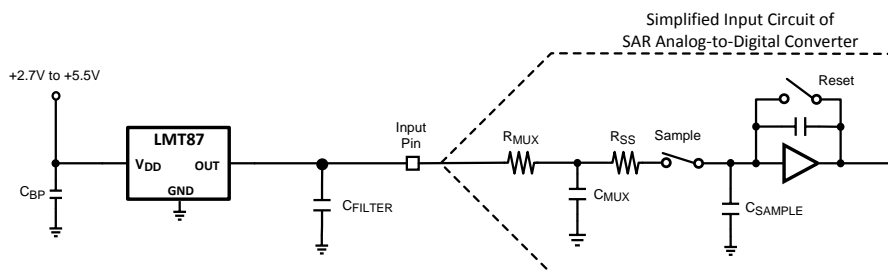 Simplified Input Circuit of
SAR Analog-to-Digital Converter
+2.7V to +5.5V
Reset
LMT87
Input
Pin
RMUX
RSS
Sample
VDD
OUT
GND
CBP
CFILTER
CMUX
CSAMPLE